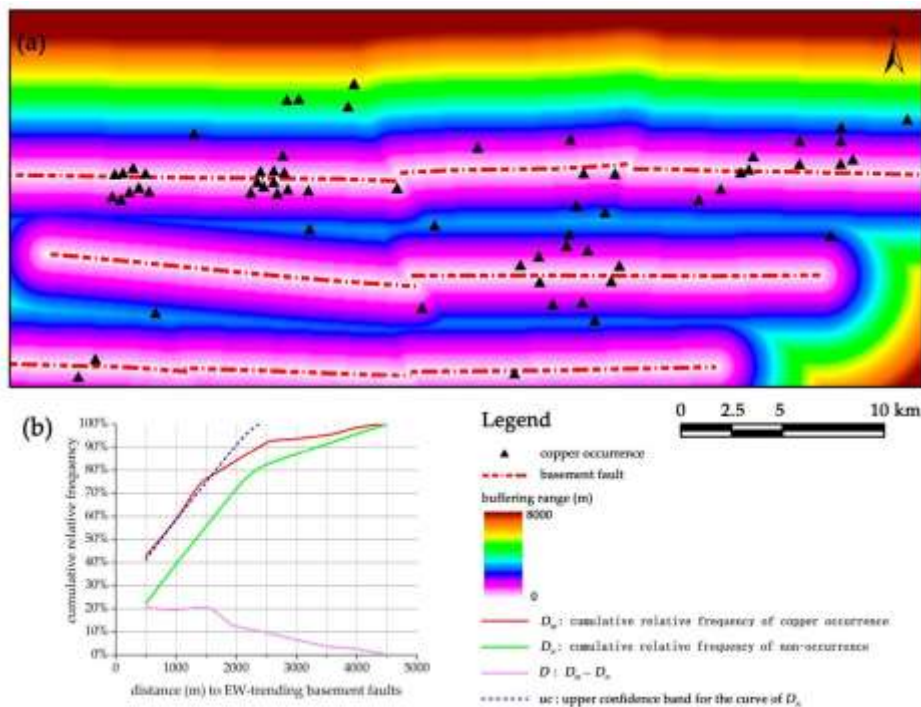 (a)
(b)
100%
90%
80%
70%
60%
50%
40%
30%
20%
10%
0%
cumulative relative frequency
0 1000 2000 3000 4000 5000
distance (m) to EW-trending basement faults
Legend
0 2.5 5 10 km
copper occurrence
basement fault
buffering range (m)
8000
0
Dm: cumulative relative frequency of copper occurrence
Dn: cumulative relative frequency of non-occurrence
D: Dm-Dn
uc: upper confidence band for the curve of Dn